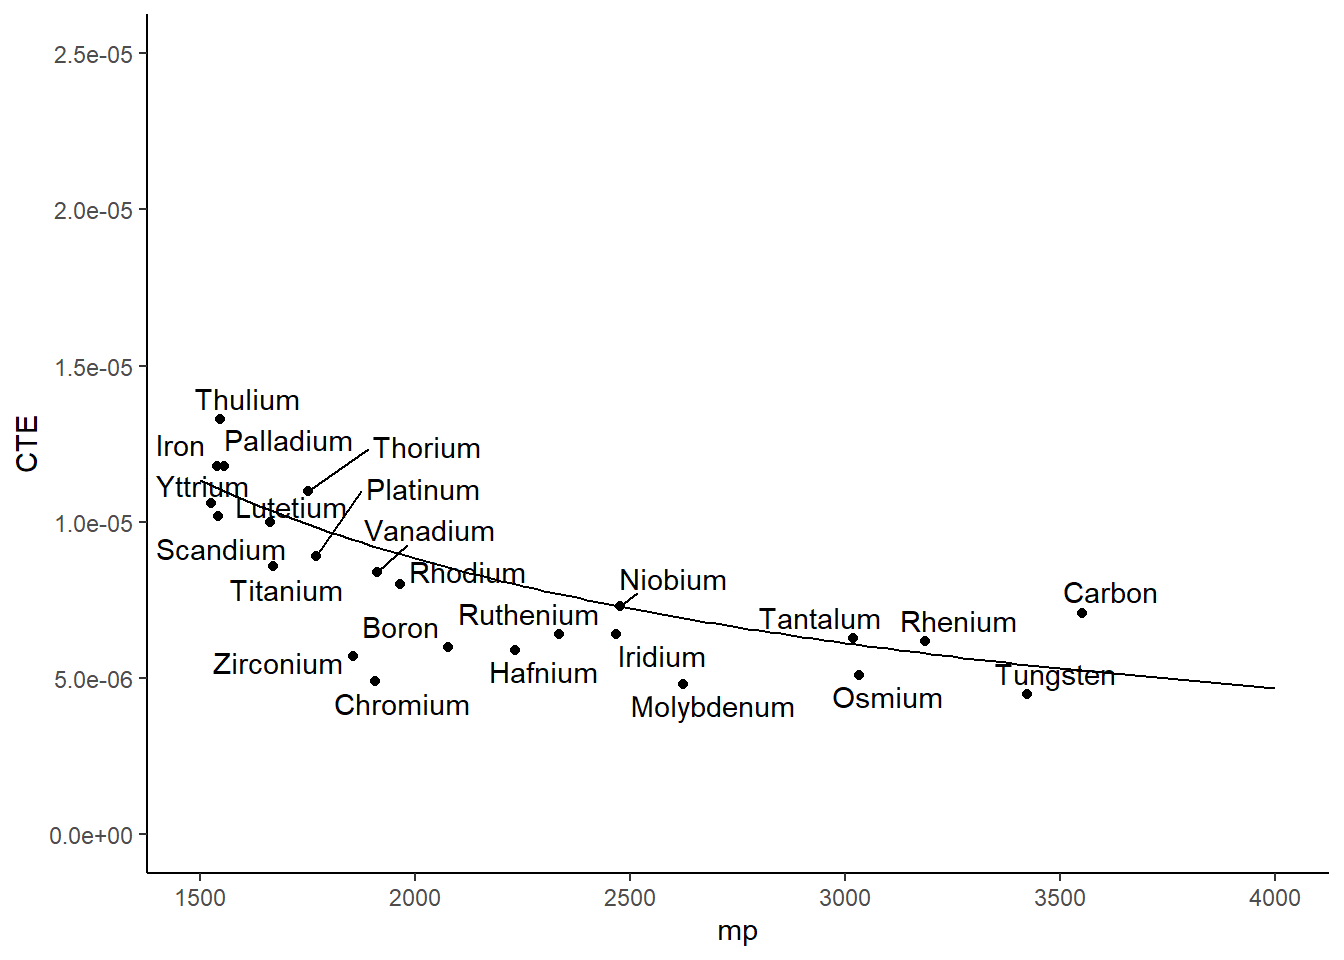 2.5e-05
2.0e-05
1.5e-05
1.0e-05
5.0e-06
0.0e+00
CTE
Thulium
Iron
Palladium
Thorium
Yttrium
Platinum
Lutetium
Vanadium
Scandium
Rhodium
Titanium
Niobium
Carbon
Ruthenium
Tantalum
Rhenium
Boron
Iridium
Zirconium
Hafnium
Tungsten
Chromium
Molybdenum
Osmium
1500
2000
2500
3000
3500
4000
mp